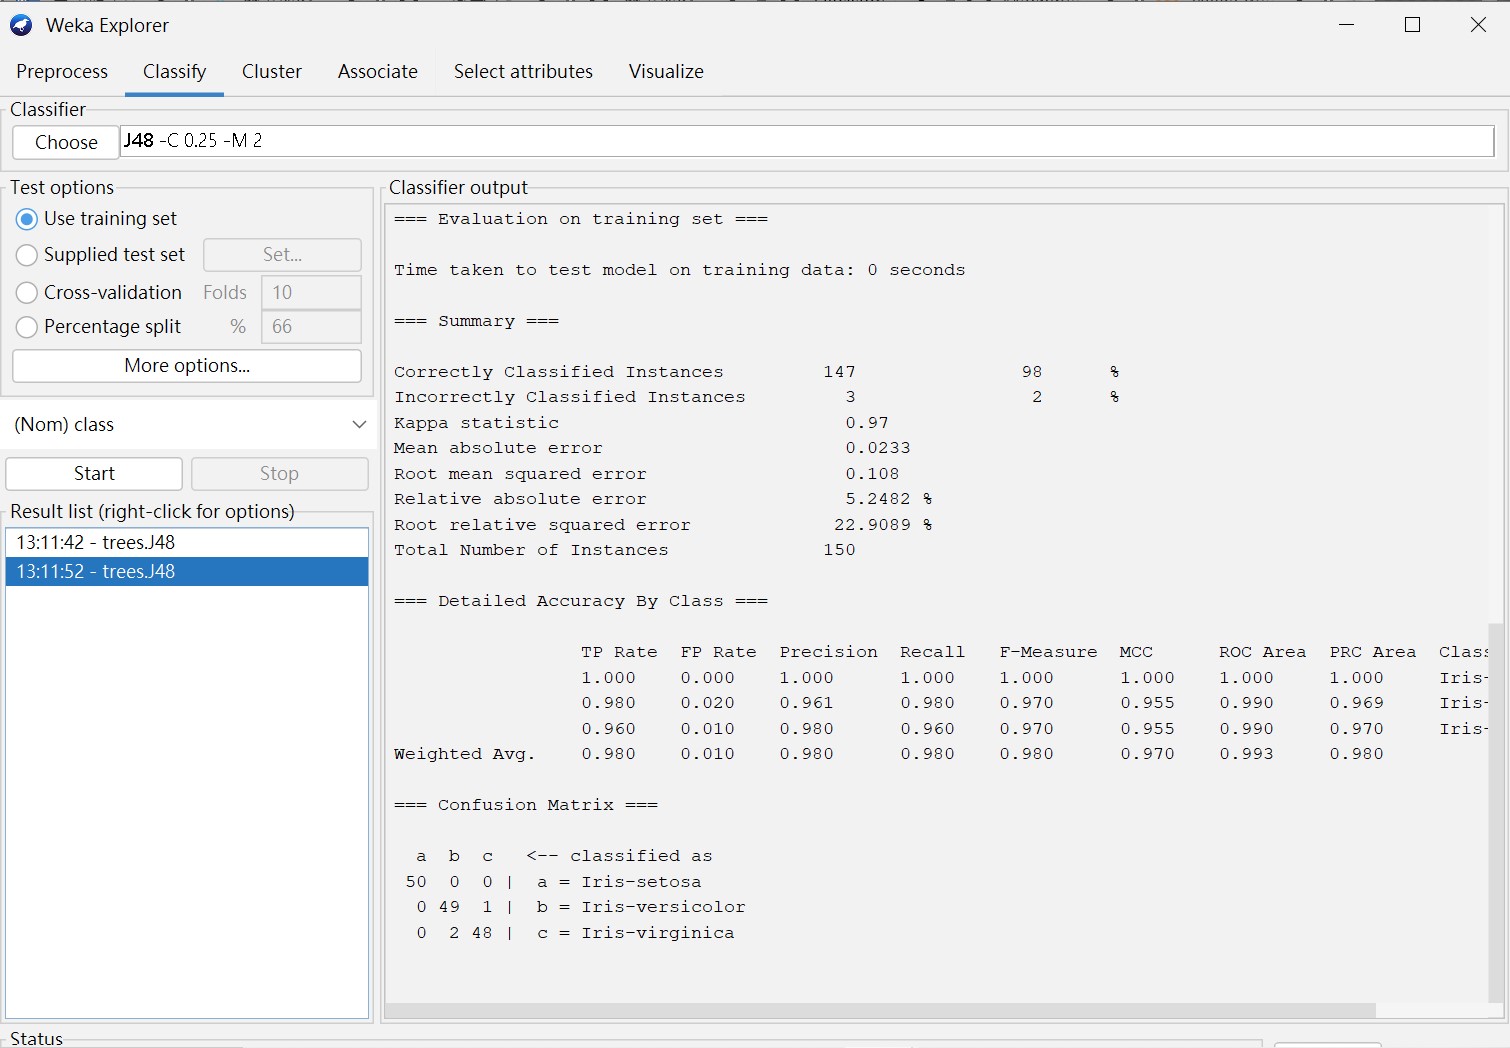 Weka Explorer
Preprocess Classify Cluster Associate Select attributes Visualize
Classifier
Choose J48 -C 0.25 -M 2
Test options
Use training set
Supplied test set Set...
Cross-validation Folds 10
Percentage split % 66
More options...
(Nom) class
Start Stop
Result list (right-click for options)
13:11:42 - trees.J48
13:11:52 - trees.J48
Classifier output
=== Evaluation on training set ===
Time taken to test model on training data: 0 seconds
=== Summary ===
Correctly Classified Instances 147 98 %
Incorrectly Classified Instances 3 2 %
Kappa statistic 0.97
Mean absolute error 0.0233
Root mean squared error 0.108
Relative absolute error 5.2482 %
Root relative squared error 22.9089 %
Total Number of Instances 150
=== Detailed Accuracy By Class ===
TP Rate FP Rate Precision Recall F-Measure MCC ROC Area PRC Area Clas
1.000 0.000 1.000 1.000 1.000 1.000 1.000 1.000 Iris-
0.980 0.020 0.961 0.980 0.970 0.955 0.990 0.969 Iris-
0.960 0.010 0.980 0.960 0.970 0.955 0.990 0.970 Iris-
Weighted Avg. 0.980 0.010 0.980 0.980 0.980 0.970 0.993 0.980
=== Confusion Matrix ===
a b c <-- classified as
50 0 0 | a = Iris-setosa
0 49 1 | b = Iris-versicolor
0 2 48 | c = Iris-virginica
Status